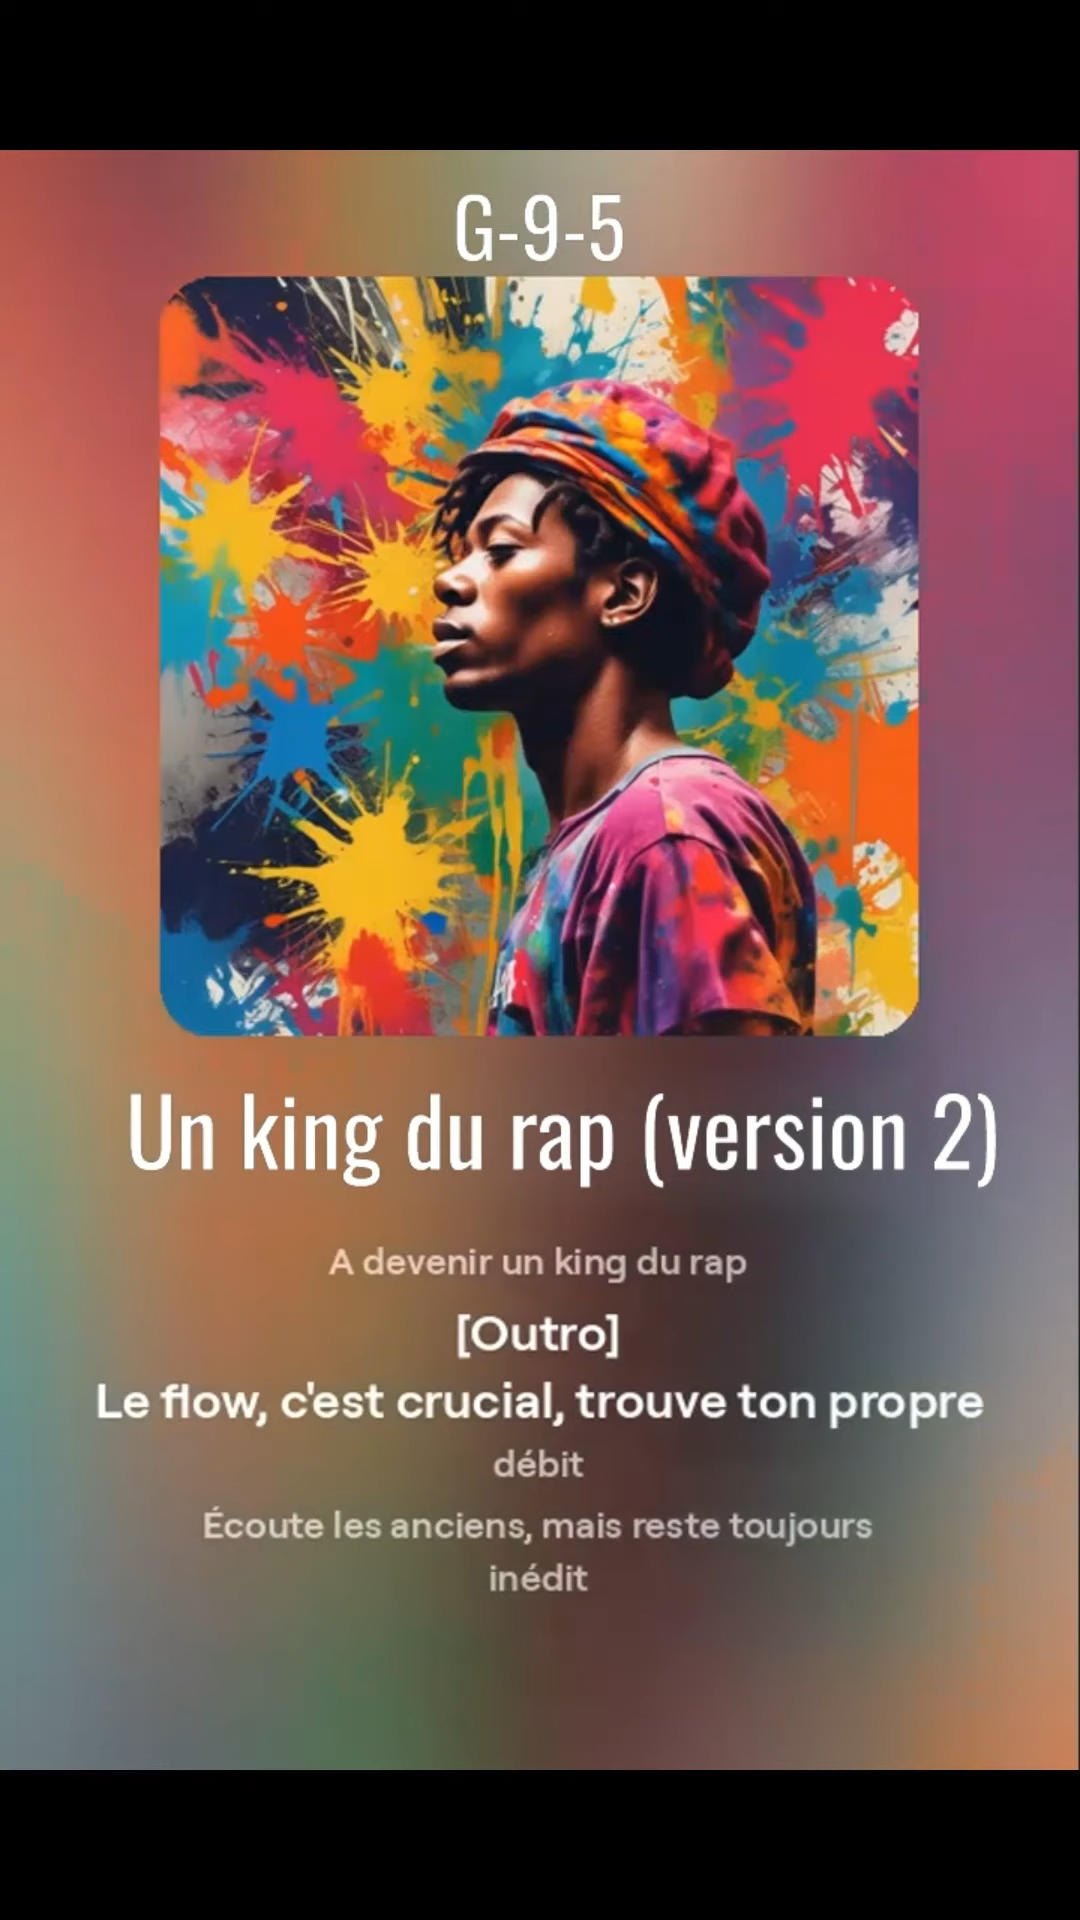 G-9-5
Un king du rap (version 2)
A devenir un king du rap
[Outro]
Le flow, c'est crucial, trouve ton propre
débit
Écoute les anciens, mais reste toujours
inédit